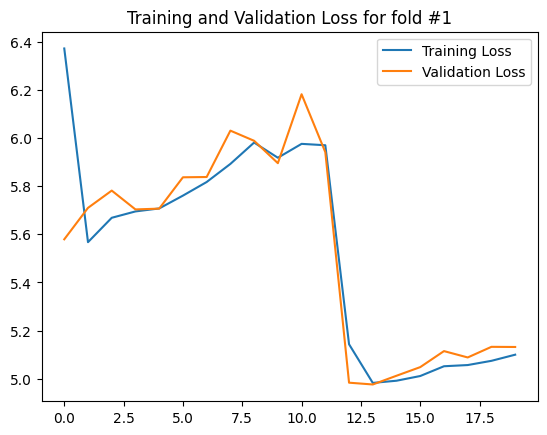 Training and Validation Loss for fold #1
Training Loss
Validation Loss
6.4
6.2
6.0
5.8
5.6
5.4
5.2
5.0
0.0 2.5 5.0 7.5 10.0 12.5 15.0 17.5